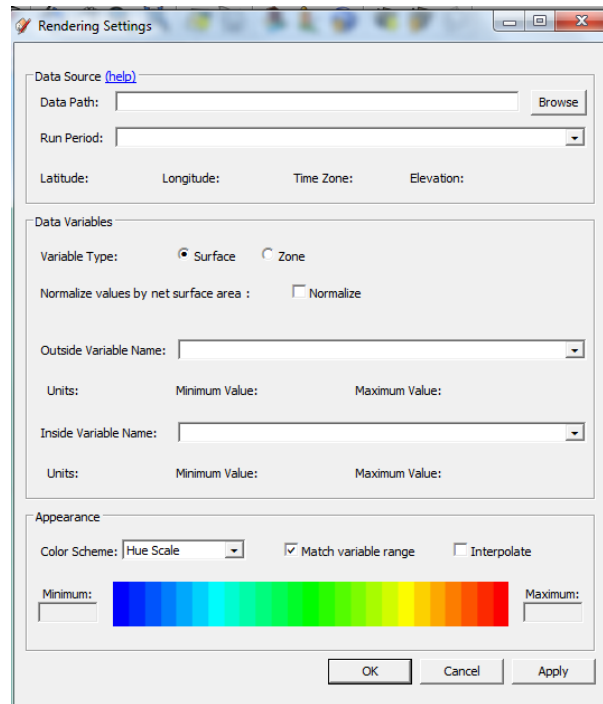 Rendering Settings
Data Source (help)
Data Path: Browse
Run Period:
Latitude: Longitude: Time Zone: Elevation:
Data Variables
Variable Type: Surface Zone
Normalize values by net surface area : Normalize
Outside Variable Name:
Units: Minimum Value: Maximum Value:
Inside Variable Name:
Units: Minimum Value: Maximum Value:
Appearance
Color Scheme: Hue Scale Match variable range Interpolate
Minimum: Maximum:
OK Cancel Apply